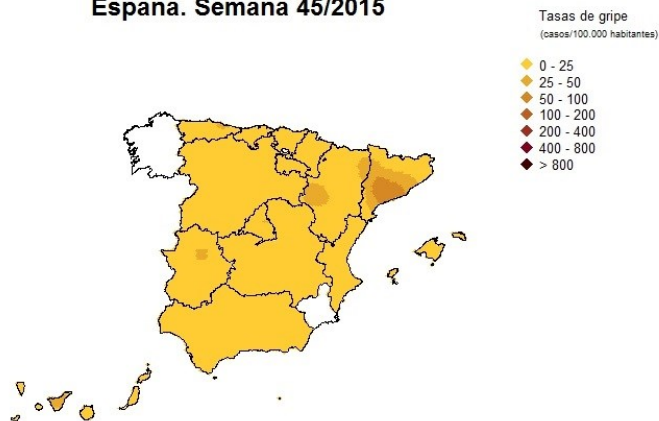 España. Semana 45/2015
Tasas de gripe
(casos/100.000 habitantes)
0 - 25
25 - 50
50 - 100
100 - 200
200 - 400
400 - 800
> 800